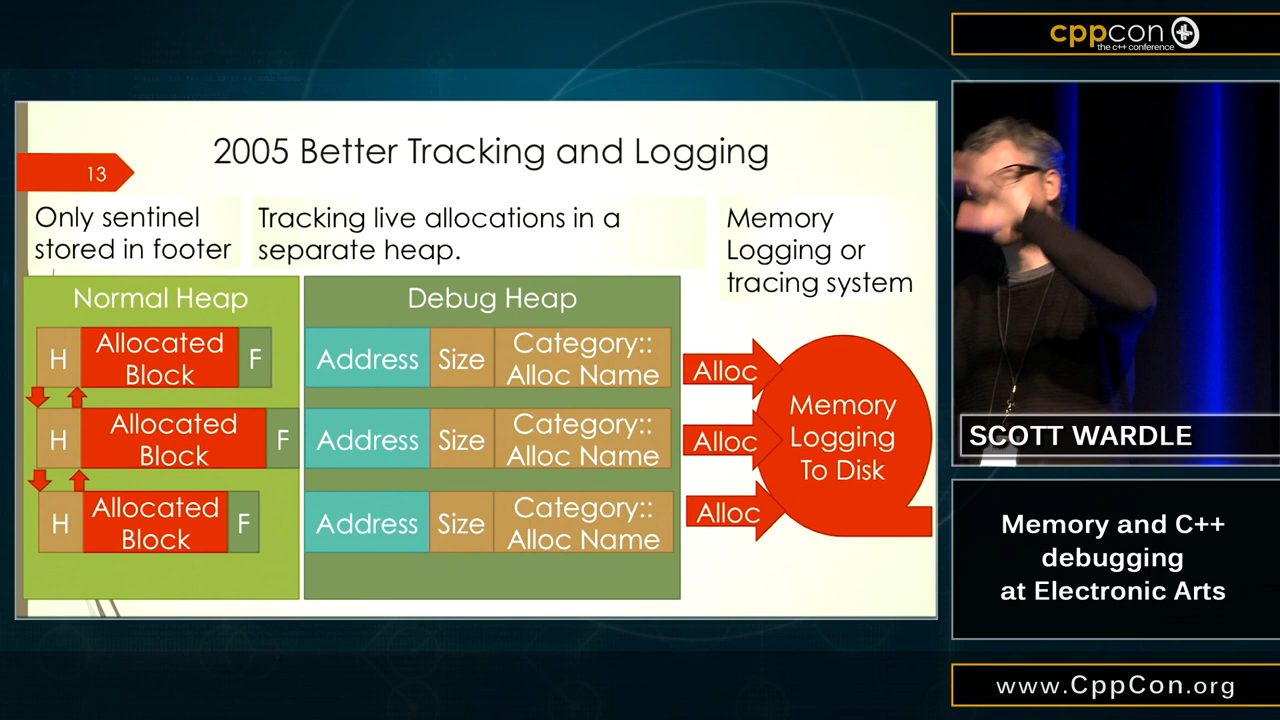 cppcon
the c++ conference
2005 Better Tracking and Logging
13
Only sentinel
stored in footer
Tracking live allocations in a
separate heap.
Memory
Logging or
tracing system
Normal Heap
H
Allocated
Block
F
H
Allocated
Block
F
H
Allocated
Block
F
Debug Heap
Address
Size
Category::
Alloc Name
Address
Size
Category::
Alloc Name
Address
Size
Category::
Alloc Name
Alloc
Alloc
Alloc
Memory
Logging
To Disk
SCOTT WARDLE
Memory and C++
debugging
at Electronic Arts
www.CppCon.org